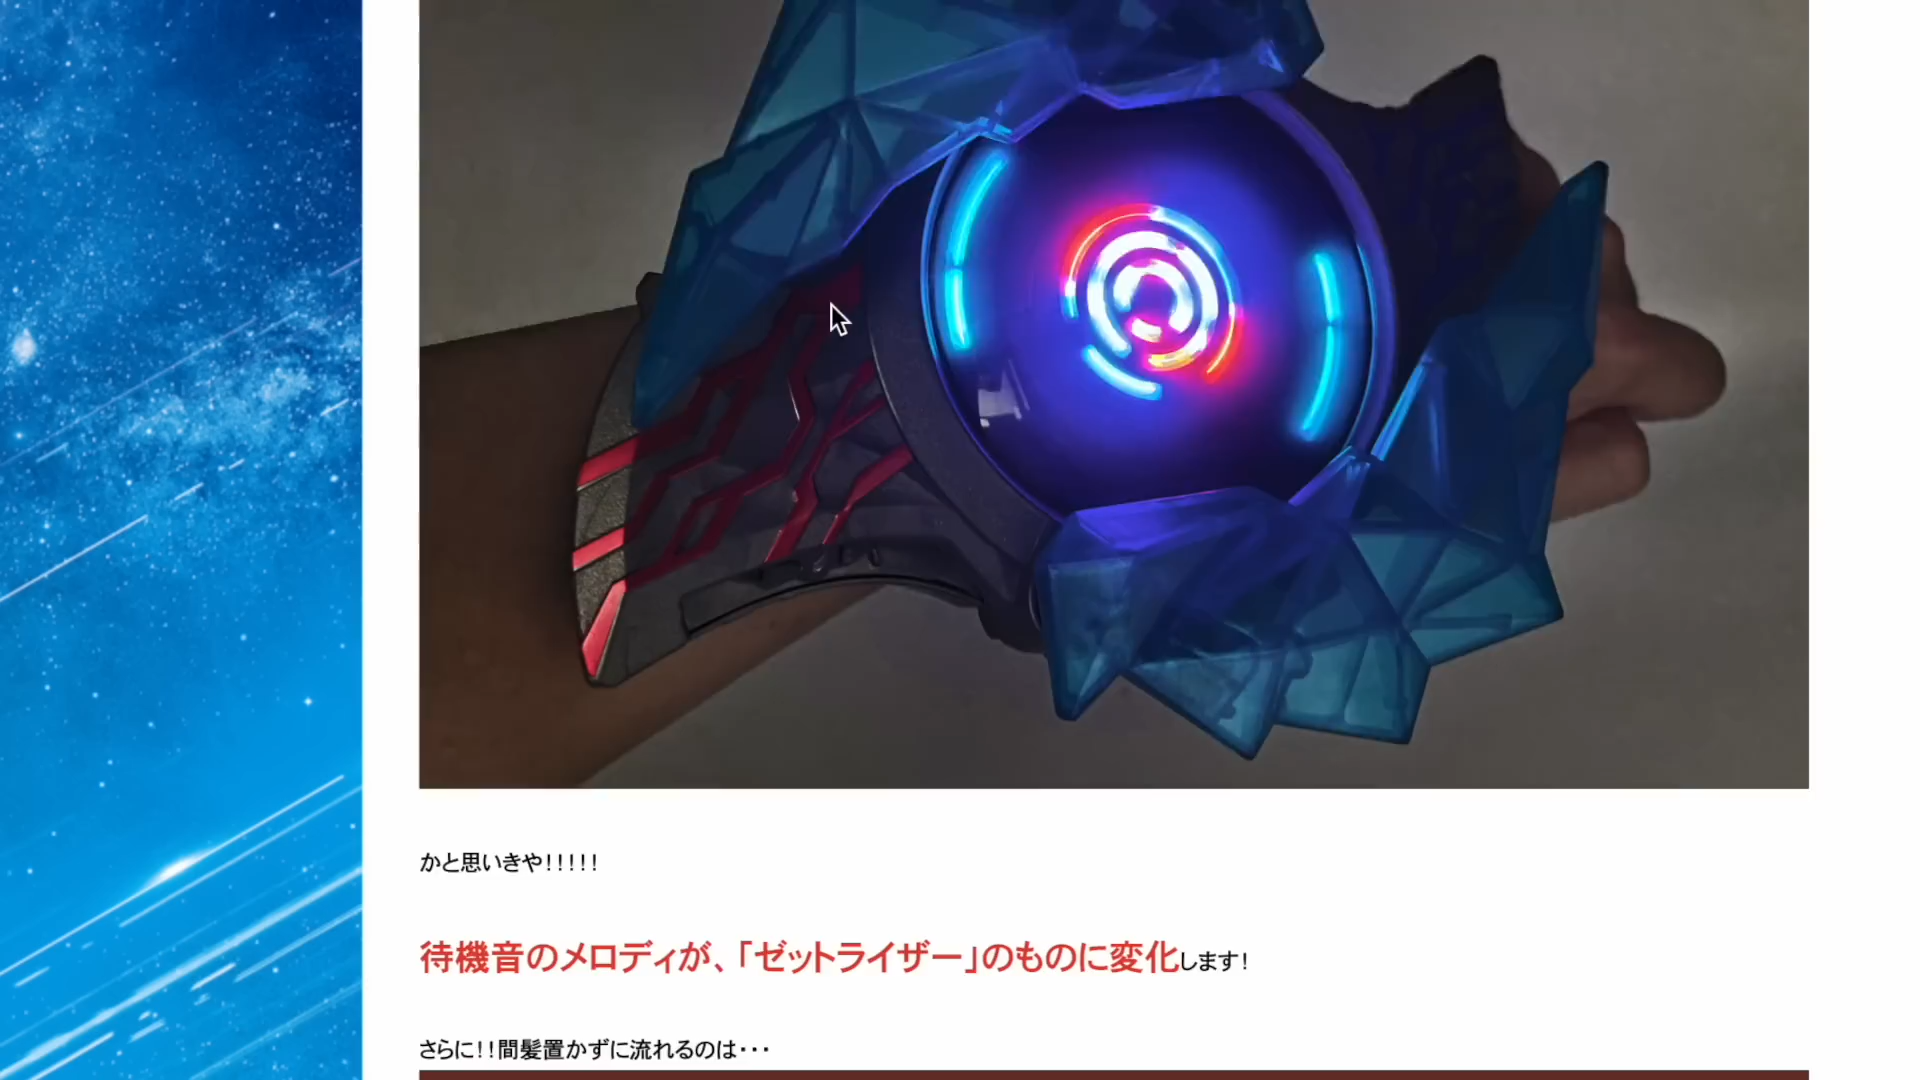 かと思いきや!!!!!
待機音のメロディが、「ゼットライザー」のものに変化します!
さらに!!間髪置かずに流れるのは・・・